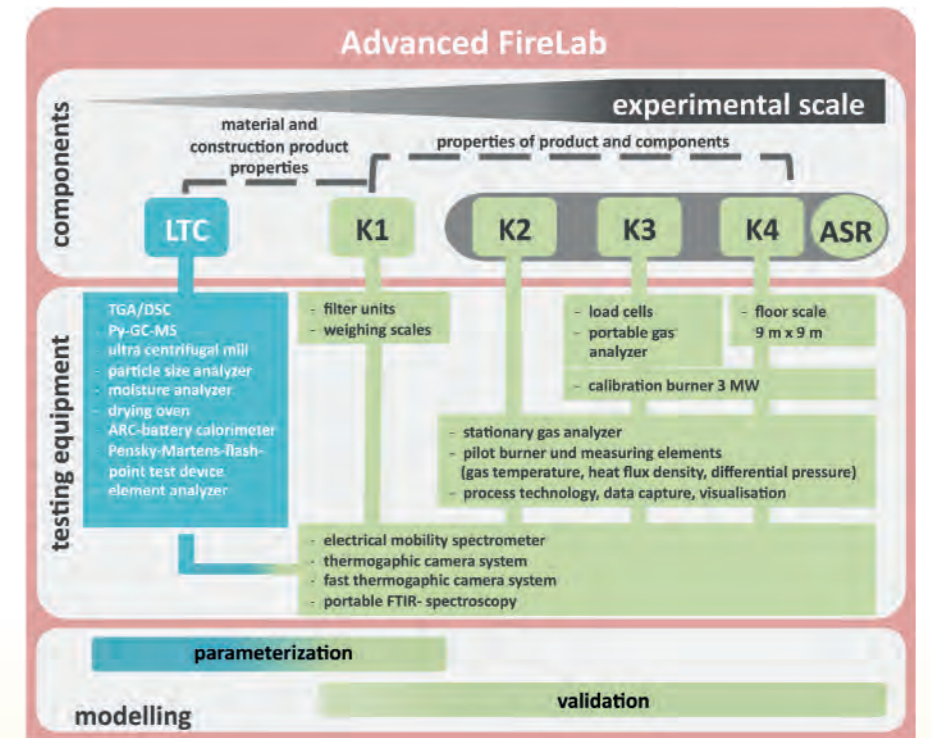 Advanced FireLab
components
experimental scale
material and
construction product
properties
properties of product and components
LTC
K1
K2
K3
K4
ASR
testing equipment
TGA/DSC
- Py-GC-MS
- ultra centrifugal mill
- particle size analyzer
- moisture analyzer
- drying oven
ARC-battery calorimeter
- Pensky-Martens-flash-
point test device
- element analyzer
- filter units
- weighing scales
- load cells
- portable gas
analyzer
- floor scale
9 m x 9 m
- calibration burner 3 MW
- stationary gas analyzer
- pilot burner und measuring elements
(gas temperature, heat flux density, differential pressure)
- process technology, data capture, visualisation
- electrical mobility spectrometer
- thermogaphic camera system
- fast thermogaphic camera system
- portable FTIR- spectroscopy
parameterization
validation
modelling